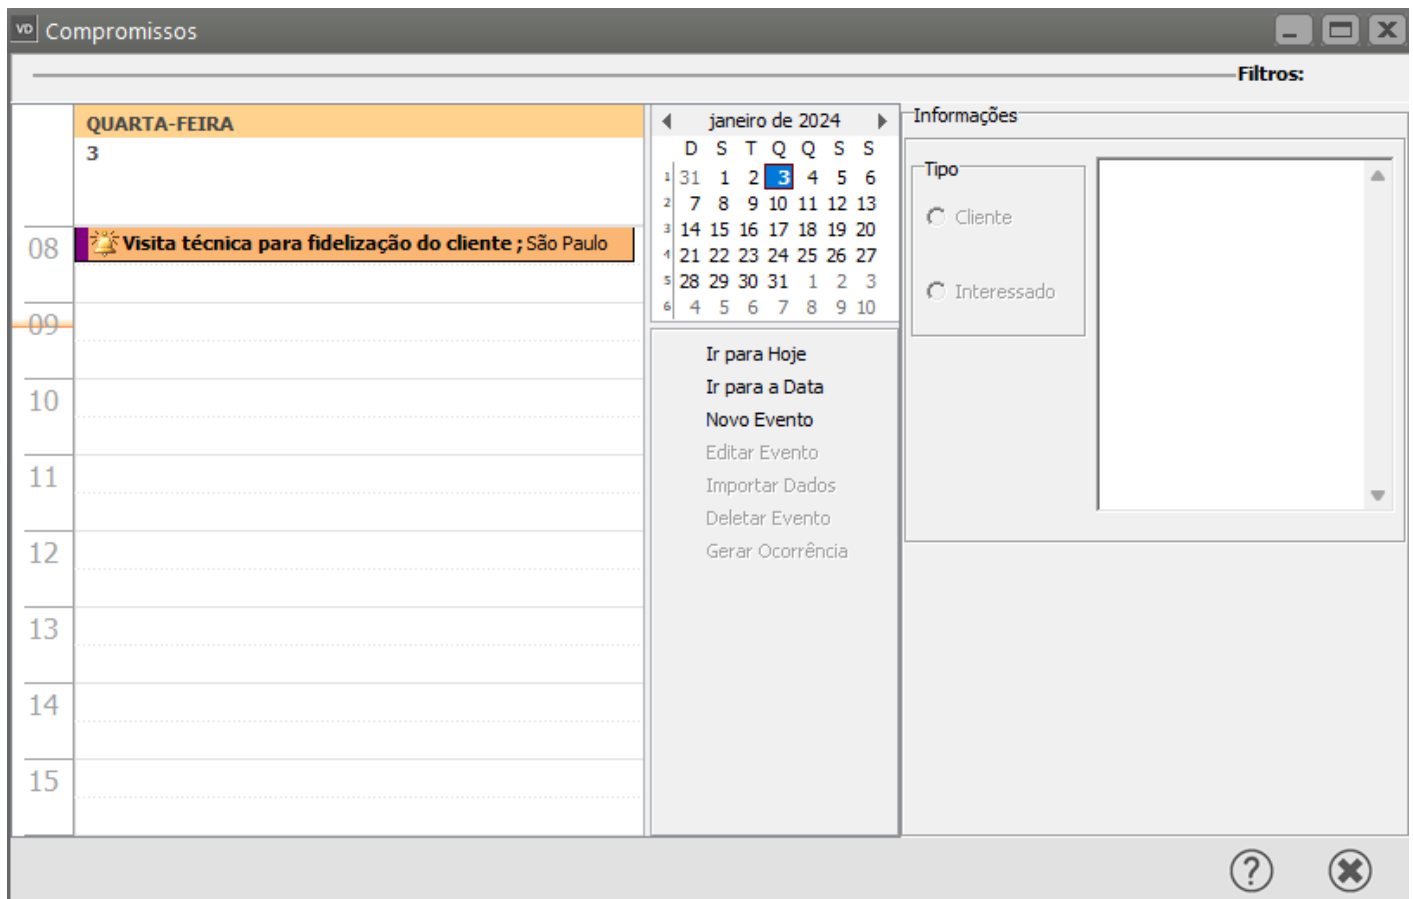 VD Compromissos
Filtros:
QUARTA-FEIRA
3
08
Visita técnica para fidelização do cliente ; São Paulo
09
10
11
12
13
14
15
janeiro de 2024
D S T Q Q S S
1 31 1 2 3 4 5 6
2 7 8 9 10 11 12 13
3 14 15 16 17 18 19 20
4 21 22 23 24 25 26 27
5 28 29 30 31 1 2 3
6 4 5 6 7 8 9 10
Ir para Hoje
Ir para a Data
Novo Evento
Editar Evento
Importar Dados
Deletar Evento
Gerar Ocorrência
Informações
Tipo
Cliente
Interessado
?